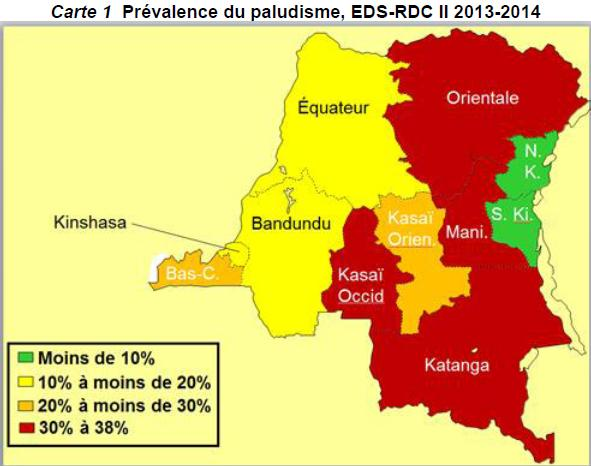 Carte 1 Prévalence du paludisme, EDS-RDC II 2013-2014
Équateur
Orientale
N.
K.
Kinshasa
Bandundu
Kasaï
Orien.
Mani.
S. Ki.
Bas-C.
Kasaï
Occid
Katanga
Moins de 10%
10% à moins de 20%
20% à moins de 30%
30% à 38%